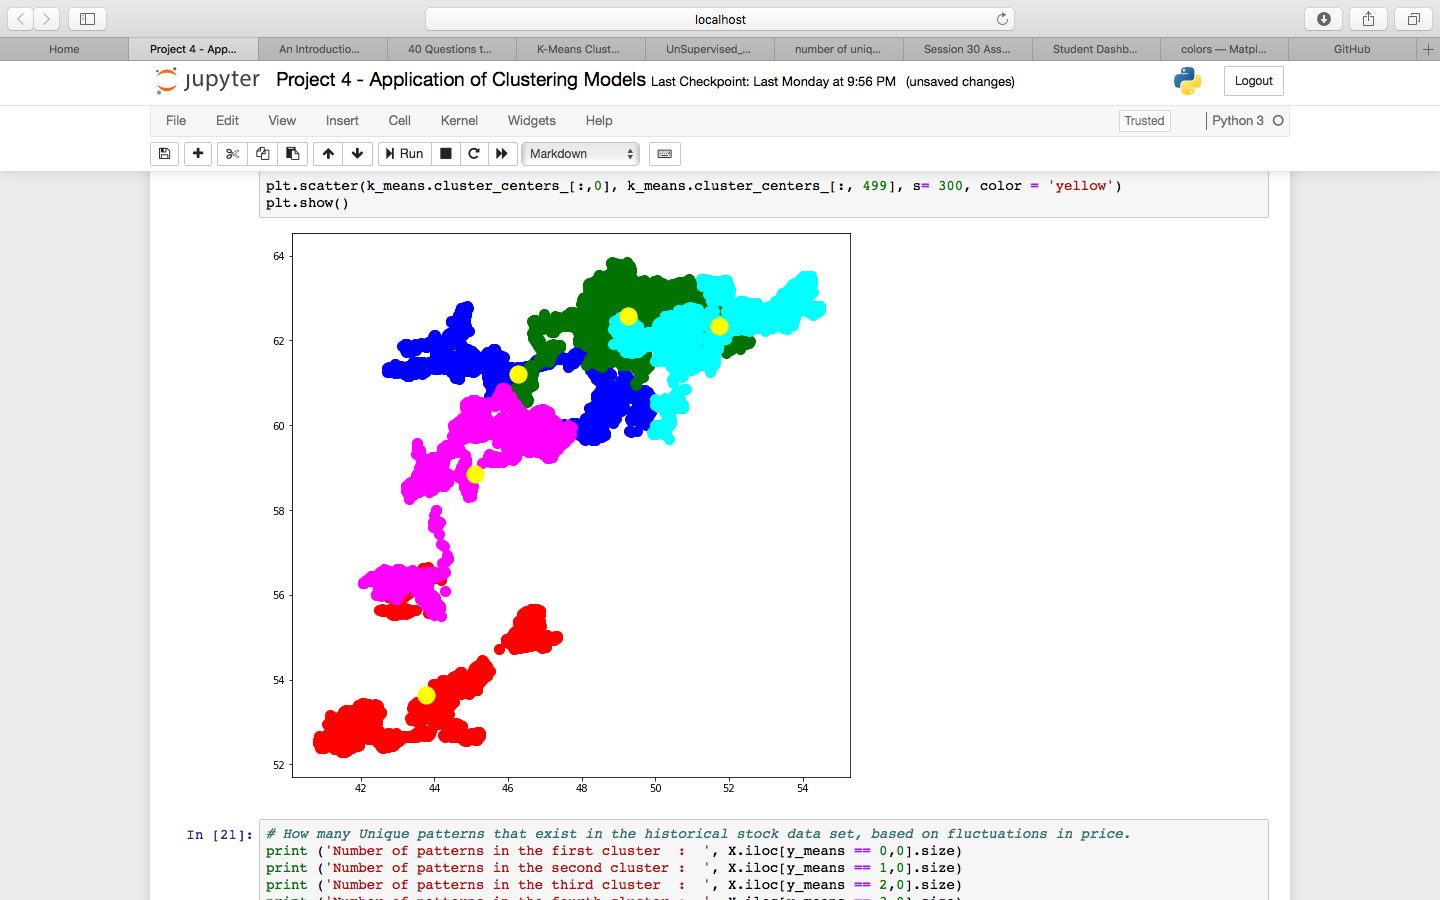 localhost
Home
Project 4 - App...
An Introductio...
40 Questions t...
K-Means Clust...
UnSupervised_...
number of uniq...
Session 30 Ass...
Student Dashb...
colors — Matpl...
GitHub
jupyter Project 4 - Application of Clustering Models Last Checkpoint: Last Monday at 9:56 PM (unsaved changes)
Logout
File Edit View Insert Cell Kernel Widgets Help
Trusted
Python 3
Run
Markdown
plt.scatter(k_means.cluster_centers_[:,0], k_means.cluster_centers_[:, 499], s= 300, color = 'yellow')
plt.show()
64
62
60
58
56
54
52
42 44 46 48 50 52 54
In [21]:
# How many Unique patterns that exist in the historical stock data set, based on fluctuations in price.
print ('Number of patterns in the first cluster  :  ', X.iloc[y_means == 0,0].size)
print ('Number of patterns in the second cluster :  ', X.iloc[y_means == 1,0].size)
print ('Number of patterns in the third cluster  :  ', X.iloc[y_means == 2,0].size)